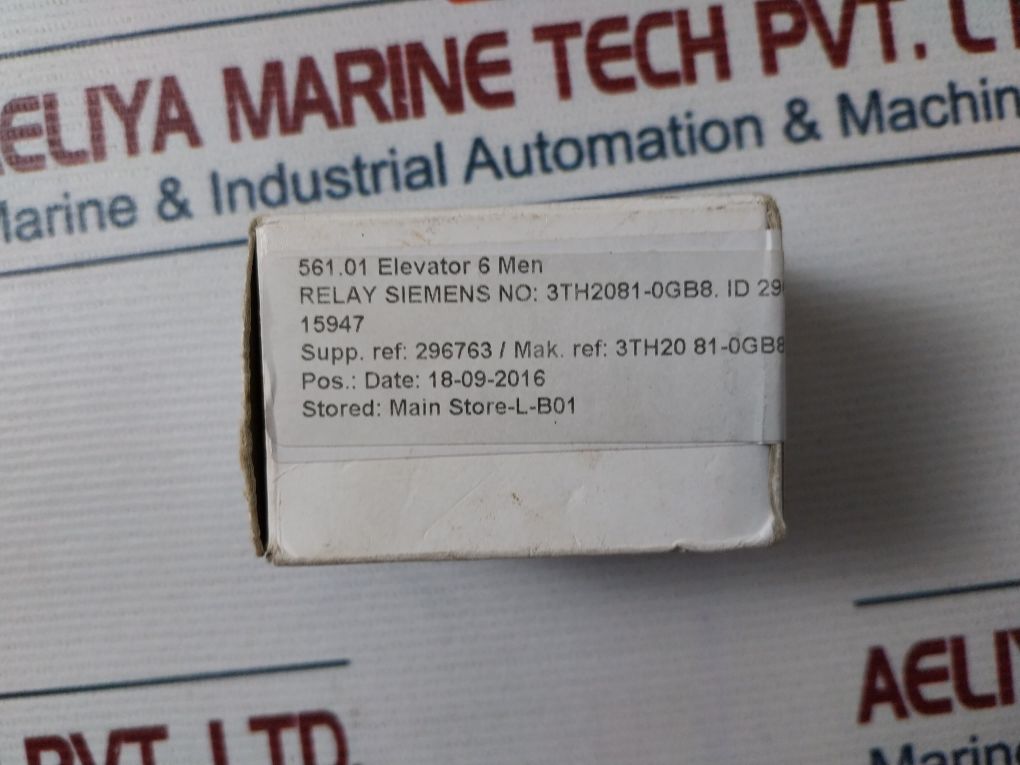 AELIYA MARINE TECH PVT. LT
Marine & Industrial Automation & Machin
561.01 Elevator 6 Men
RELAY SIEMENS NO: 3TH2081-0GB8. ID 29
15947
Supp. ref: 296763 / Mak. ref: 3TH20 81-0GB8
Pos.: Date: 18-09-2016
Stored: Main Store-L-B01
PVT. LTD.
AELIY
Marin